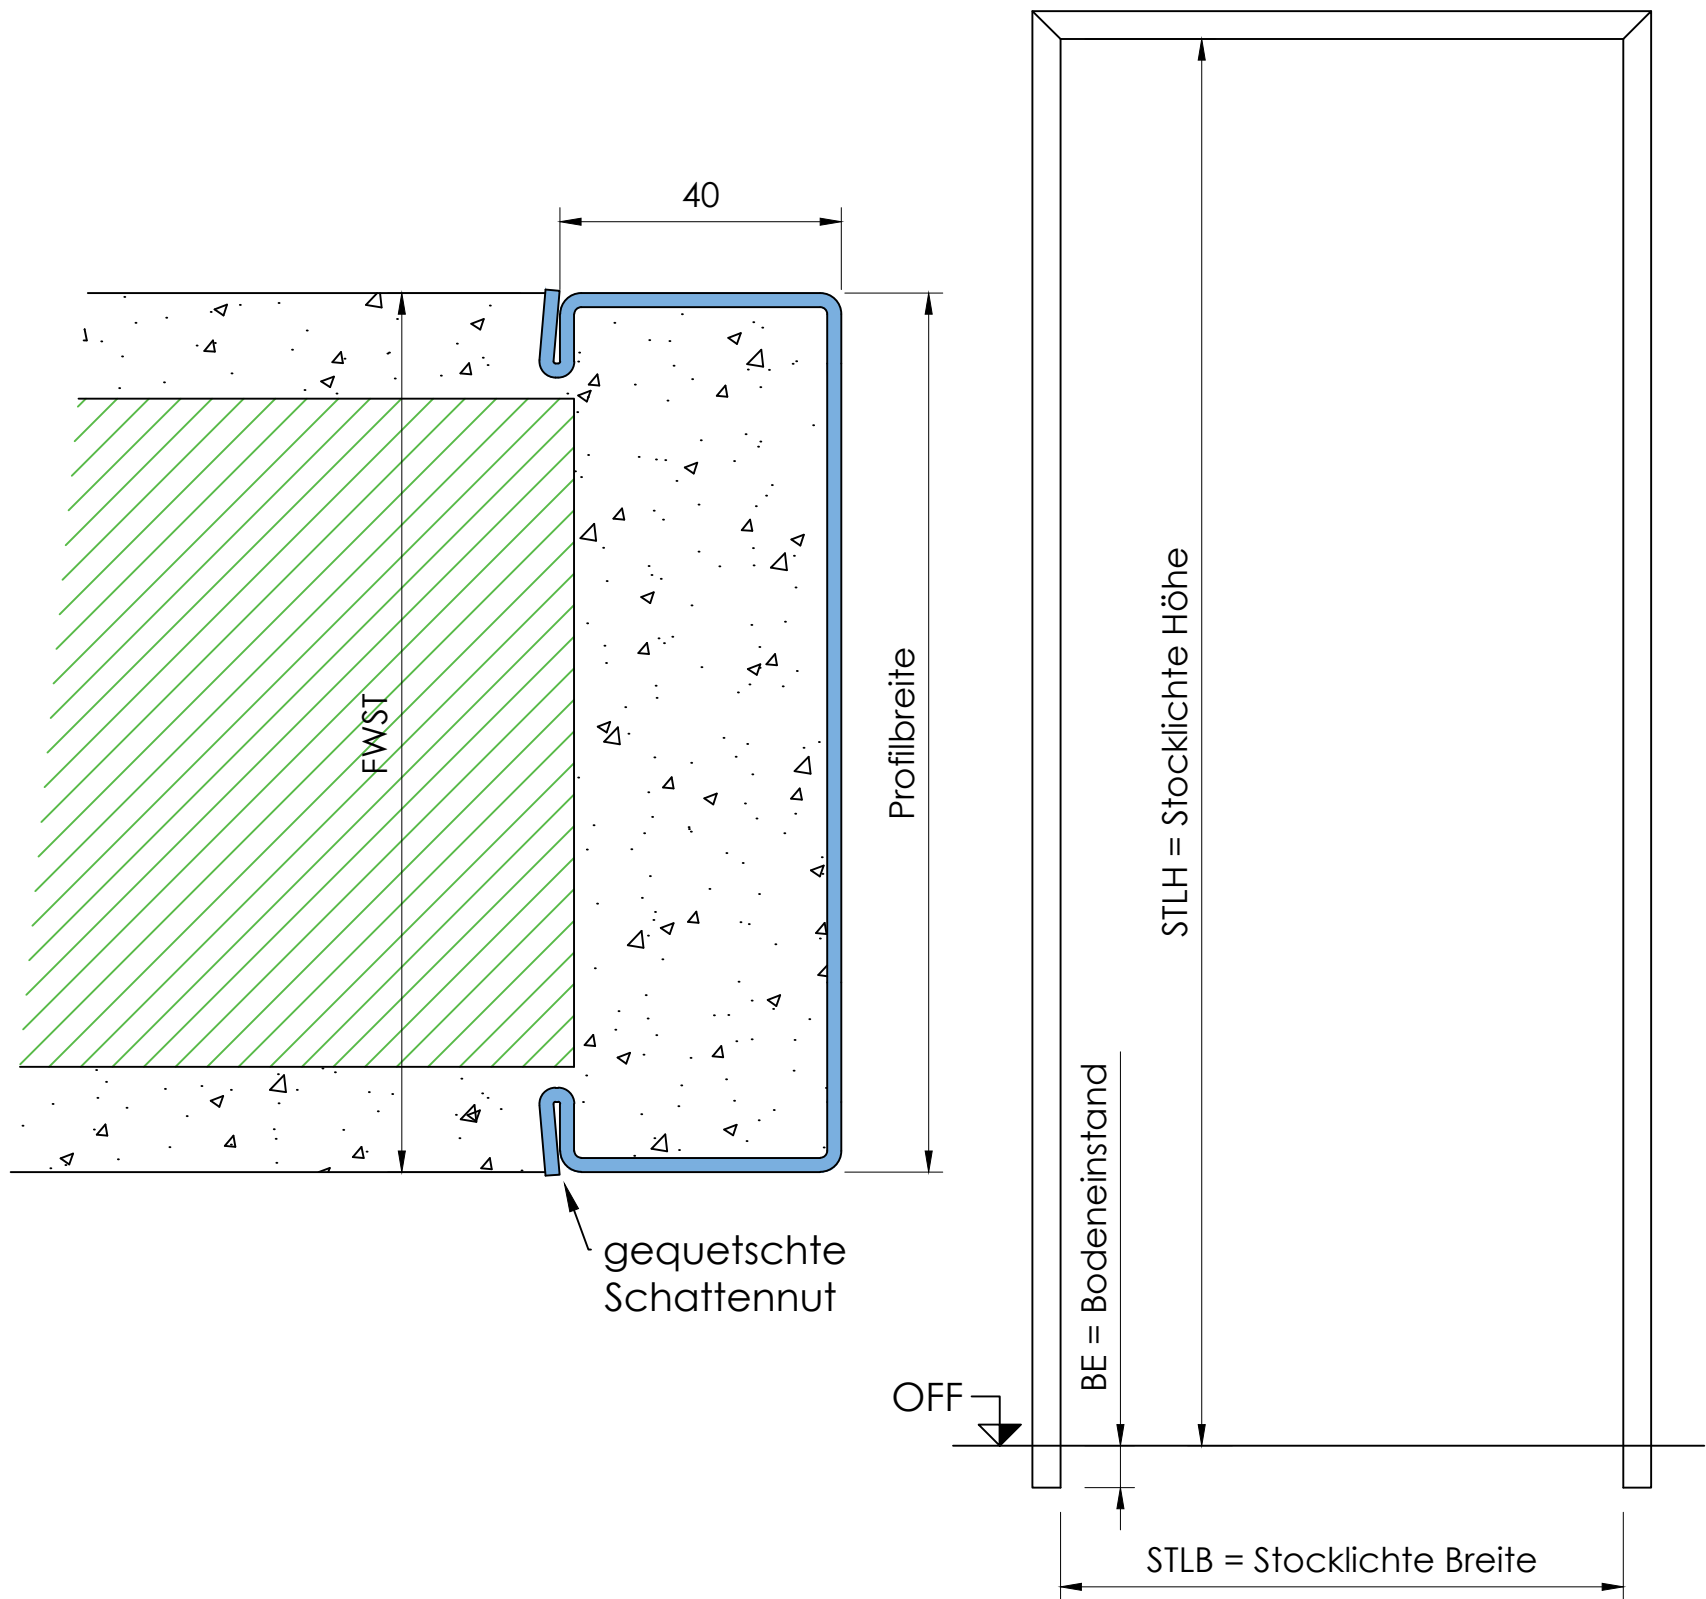 40
FWST
Profilbreite
gequetschte
Schattennut
STLH = Stocklichte Höhe
BE = Bodeneinstand
OFF
STLB = Stocklichte Breite